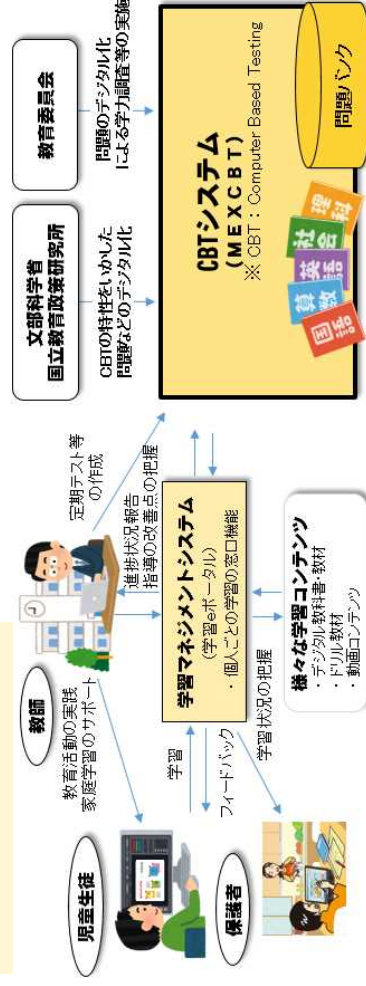 文部科学省
国立教育政策研究所
教育委員会
CBTの特性をいかした
問題などのデジタル化
問題のデジタル化
による学力調査等の実施
CBTシステム
(MEXCBT)
※ CBT : Computer Based Testing
国語
算数
英語
社会
理科
問題バンク
教師
定期テスト等
の作成
進捗状況報告
指導の改善点の把握
教育活動の実践
家庭学習のサポート
学習マネジメントシステム
(学習eポータル)
・個人ごとの学習の窓口機能
児童生徒
学習
フィードバック
学習状況の把握
保護者
様々な学習コンテンツ
・デジタル教科書・教材
・ドリル教材
・動画コンテンツ